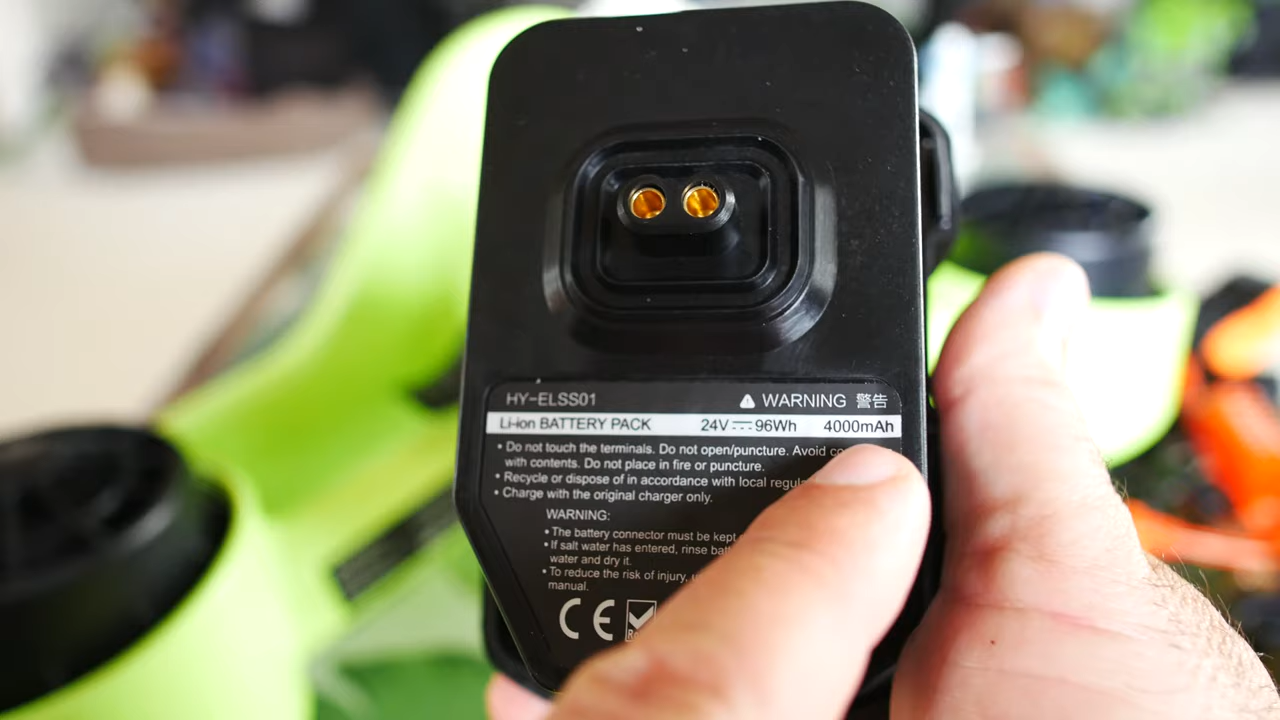 HY-ELSS01 ⚠ WARNING 警告
Li-ion BATTERY PACK 24V⎓96Wh 4000mAh
• Do not touch the terminals. Do not open/puncture. Avoid
with contents. Do not place in fire or puncture.
• Recycle or dispose of in accordance with local
• Charge with the original charger only.
WARNING:
• The battery connector must be kept
• If salt water has entered, rinse
water and dry it.
• To reduce the risk of injury,
manual.
CE